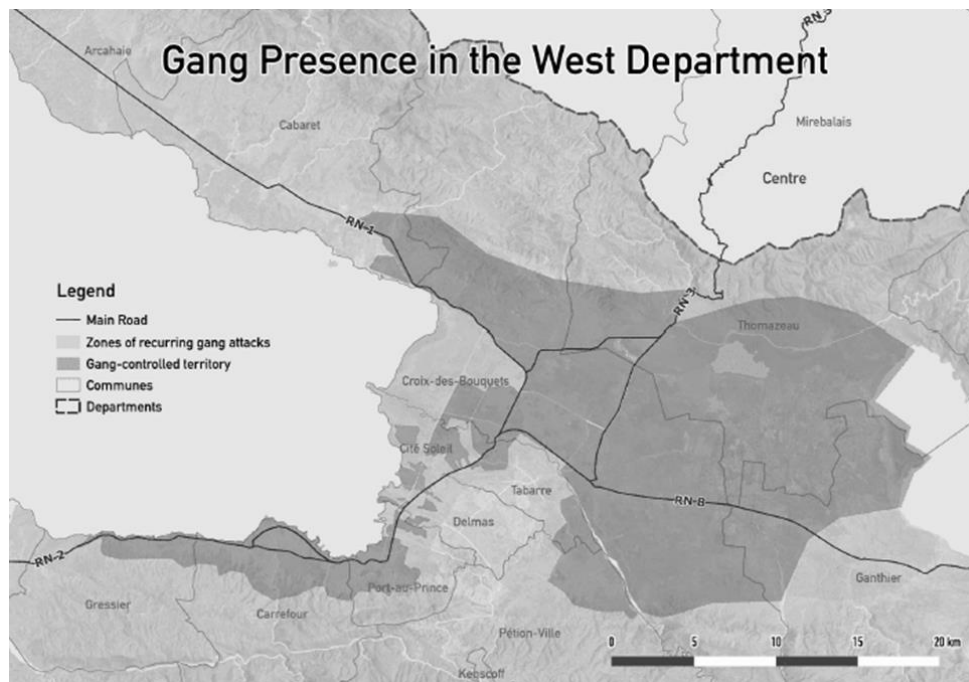 Gang Presence in the West Department
RN-3
Arcahaie
Cabaret
Mirebalais
Centre
RN-1
Legend
Main Road
Zones of recurring gang attacks
Gang-controlled territory
Communes
Departments
RN-3
Thomazeau
Croix-des-Bouquets
Cité Soleil
Tabarre
RN-8
Delmas
RN-2
Port-au-Prince
Ganthier
Gressier
Carrefour
Pétion-Ville
Kenscoff
0 5 10 15 20 km